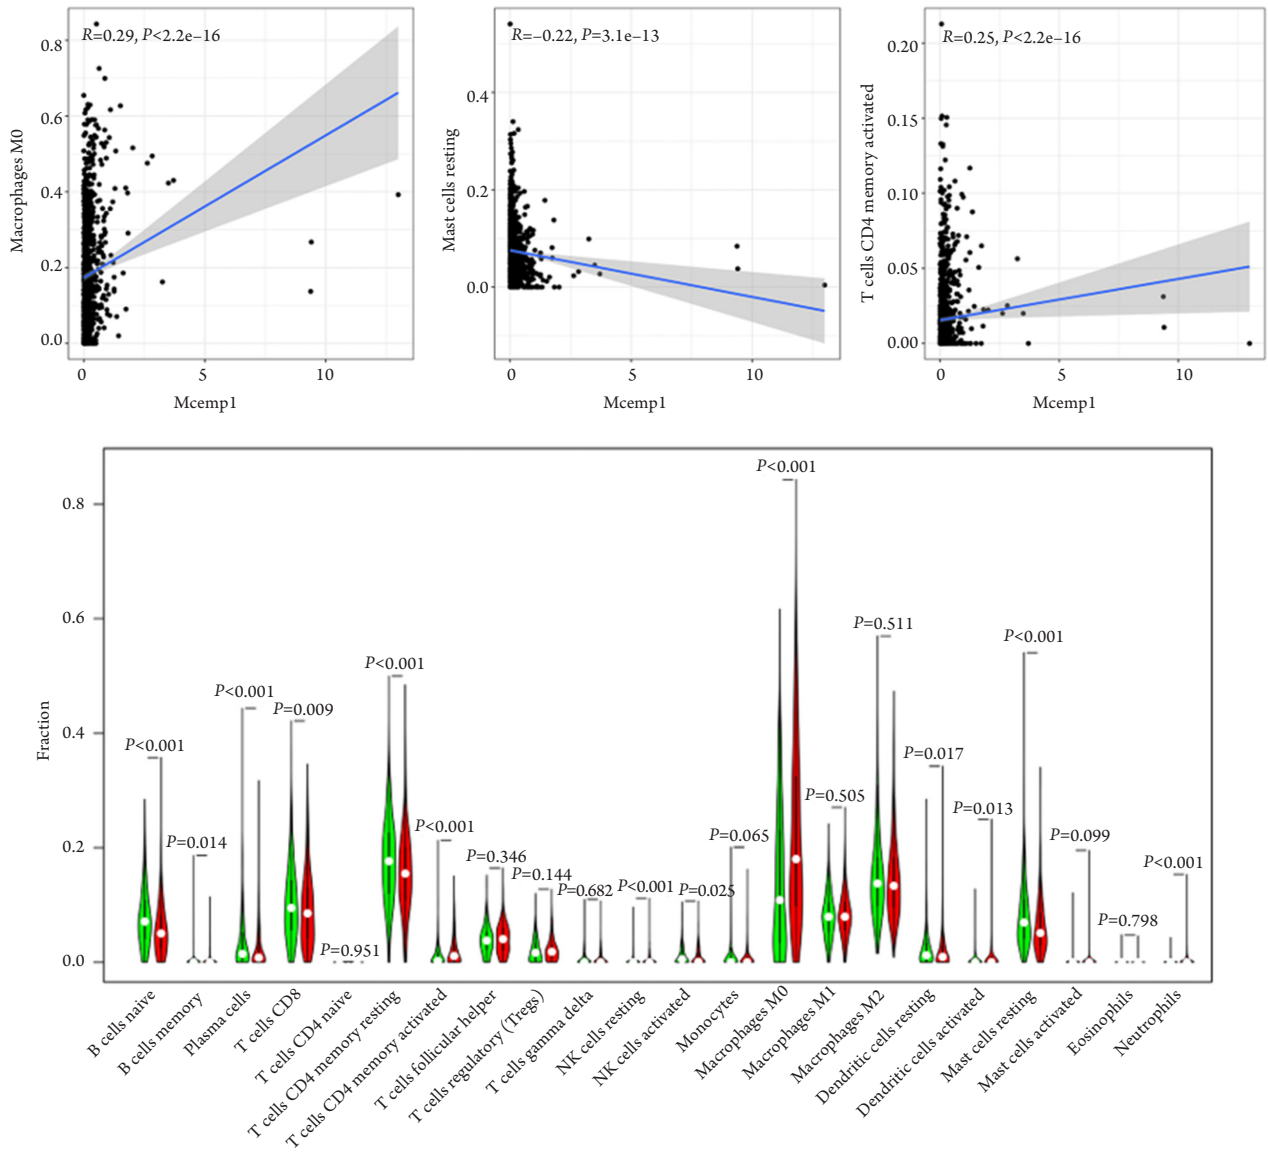 R=0.29, P<2.2e−16
Macrophages M0
0.8
0.6
0.4
0.2
0.0
0
5
10
Mcemp1
R=−0.22, P=3.1e−13
Mast cells resting
0.4
0.2
0.0
0
5
10
Mcemp1
R=0.25, P<2.2e−16
T cells CD4 memory activated
0.20
0.15
0.10
0.05
0.00
0
5
10
Mcemp1
Fraction
0.8
0.6
0.4
0.2
0.0
P<0.001
P=0.014
P<0.001
P=0.009
P=0.951
P<0.001
P<0.001
P=0.346
P=0.144
P=0.682
P<0.001
P=0.025
P=0.065
P<0.001
P=0.505
P=0.511
P=0.017
P=0.013
P<0.001
P=0.099
P=0.798
P<0.001
B cells naive
B cells memory
Plasma cells
T cells CD8
T cells CD4 naive
T cells CD4 memory resting
T cells CD4 memory activated
T cells follicular helper
T cells regulatory (Tregs)
T cells gamma delta
NK cells resting
NK cells activated
Monocytes
Macrophages M0
Macrophages M1
Macrophages M2
Dendritic cells resting
Dendritic cells activated
Mast cells resting
Mast cells activated
Eosinophils
Neutrophils